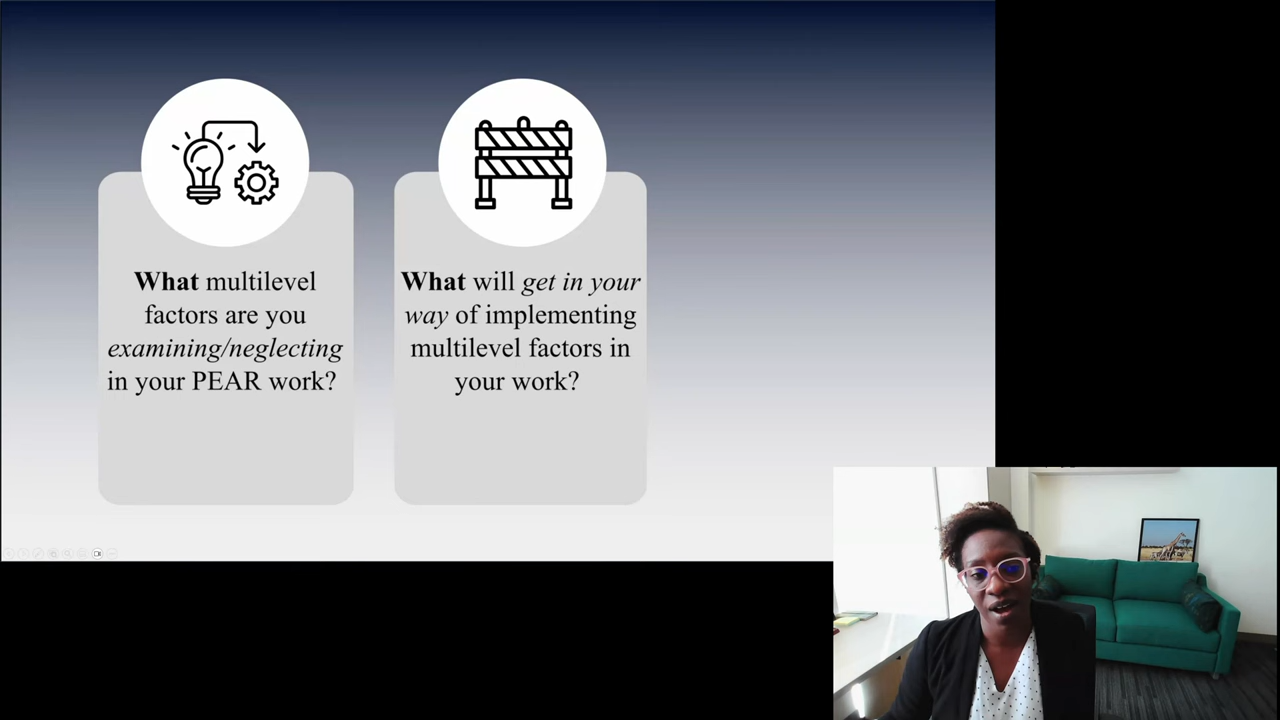 What multilevel
factors are you
examining/neglecting
in your PEAR work?
What will get in your
way of implementing
multilevel factors in
your work?